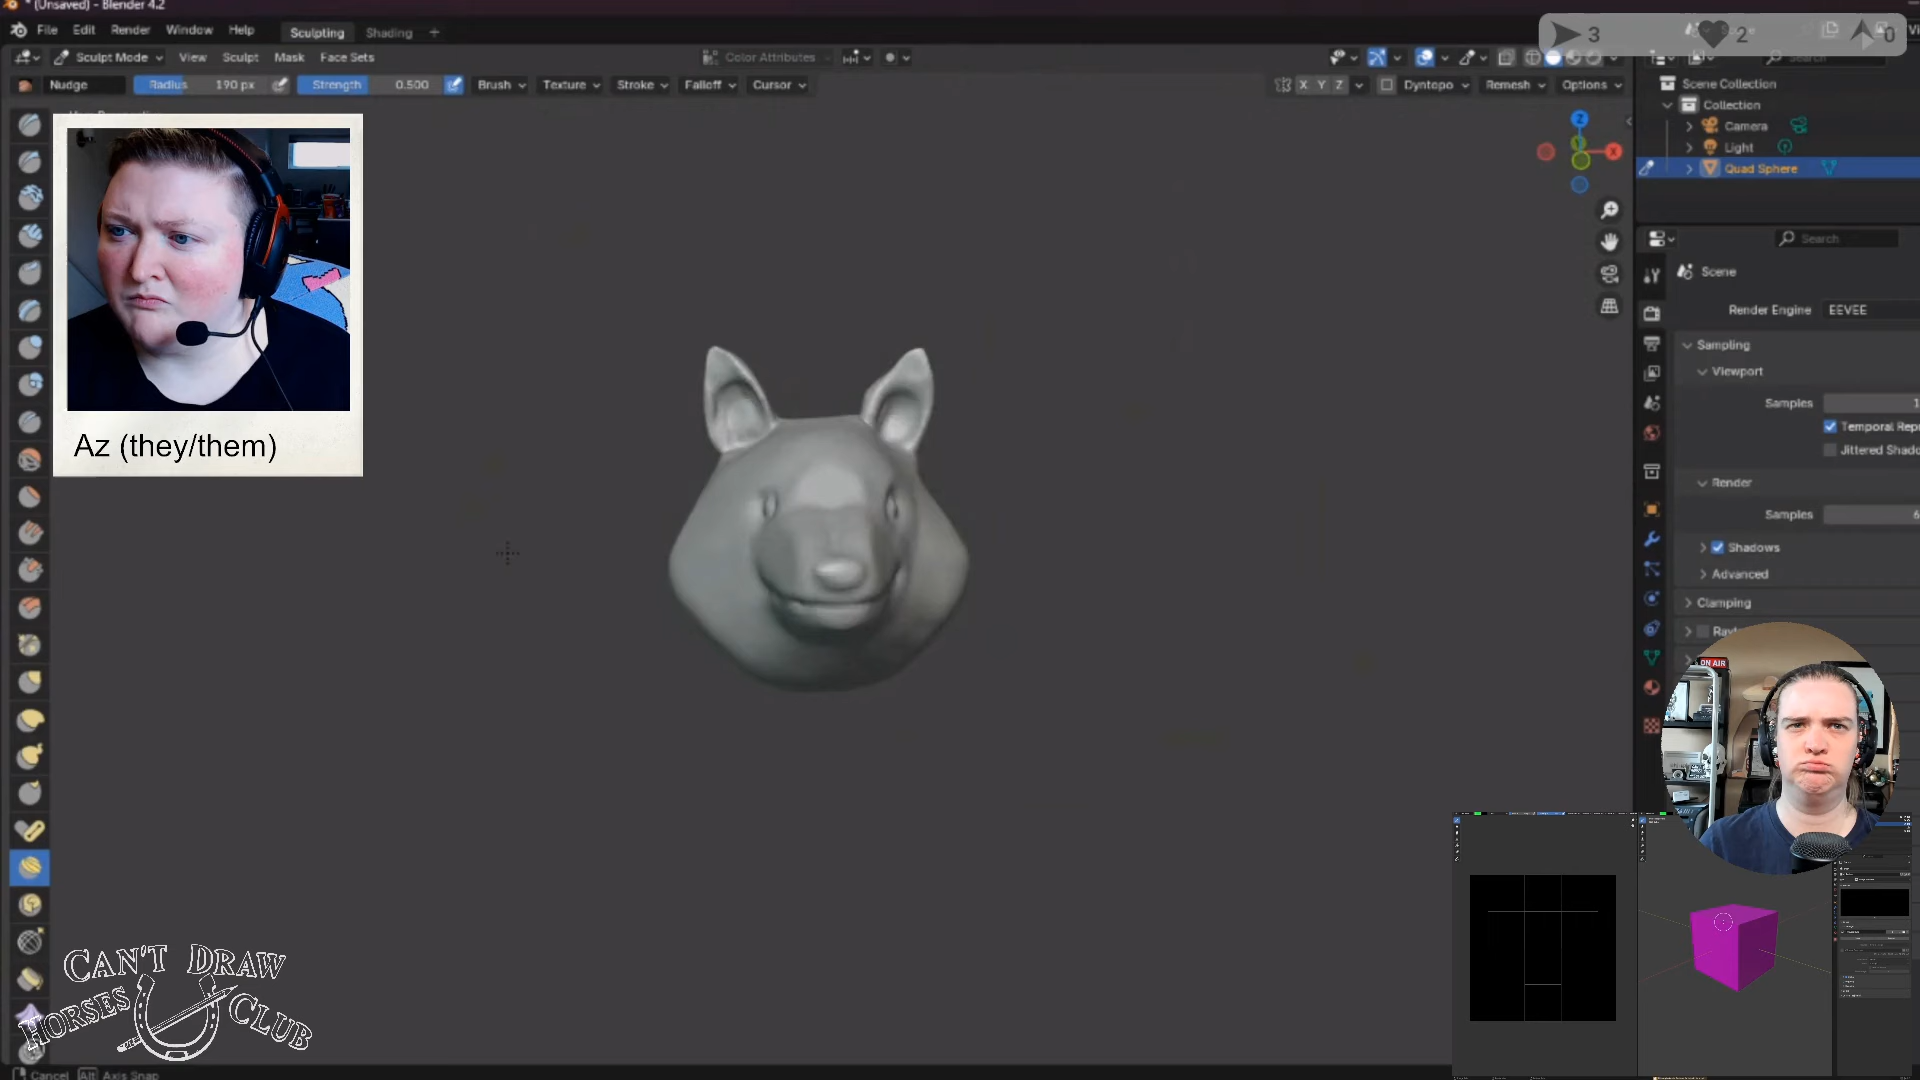 * (Unsaved) - Blender 4.2
File Edit Render Window Help Sculpting Shading +
3 2 0
Sculpt Mode View Sculpt Mask Face Sets Color Attributes
Nudge Radius 190 px Strength 0.500 Brush Texture Stroke Falloff Cursor X Y Z Dyntopo Remesh Options
Scene Collection
Collection
Camera
Light
Quad Sphere
Z
X
Search
Scene
Render Engine EEVEE
Sampling
Viewport
Samples 1
Temporal Repr
Jittered Shado
Render
Samples 6
Shadows
Advanced
Clamping
Az (they/them)
ON AIR
CAN'T DRAW
HORSES CLUB
Cancel Alt Axis Snap